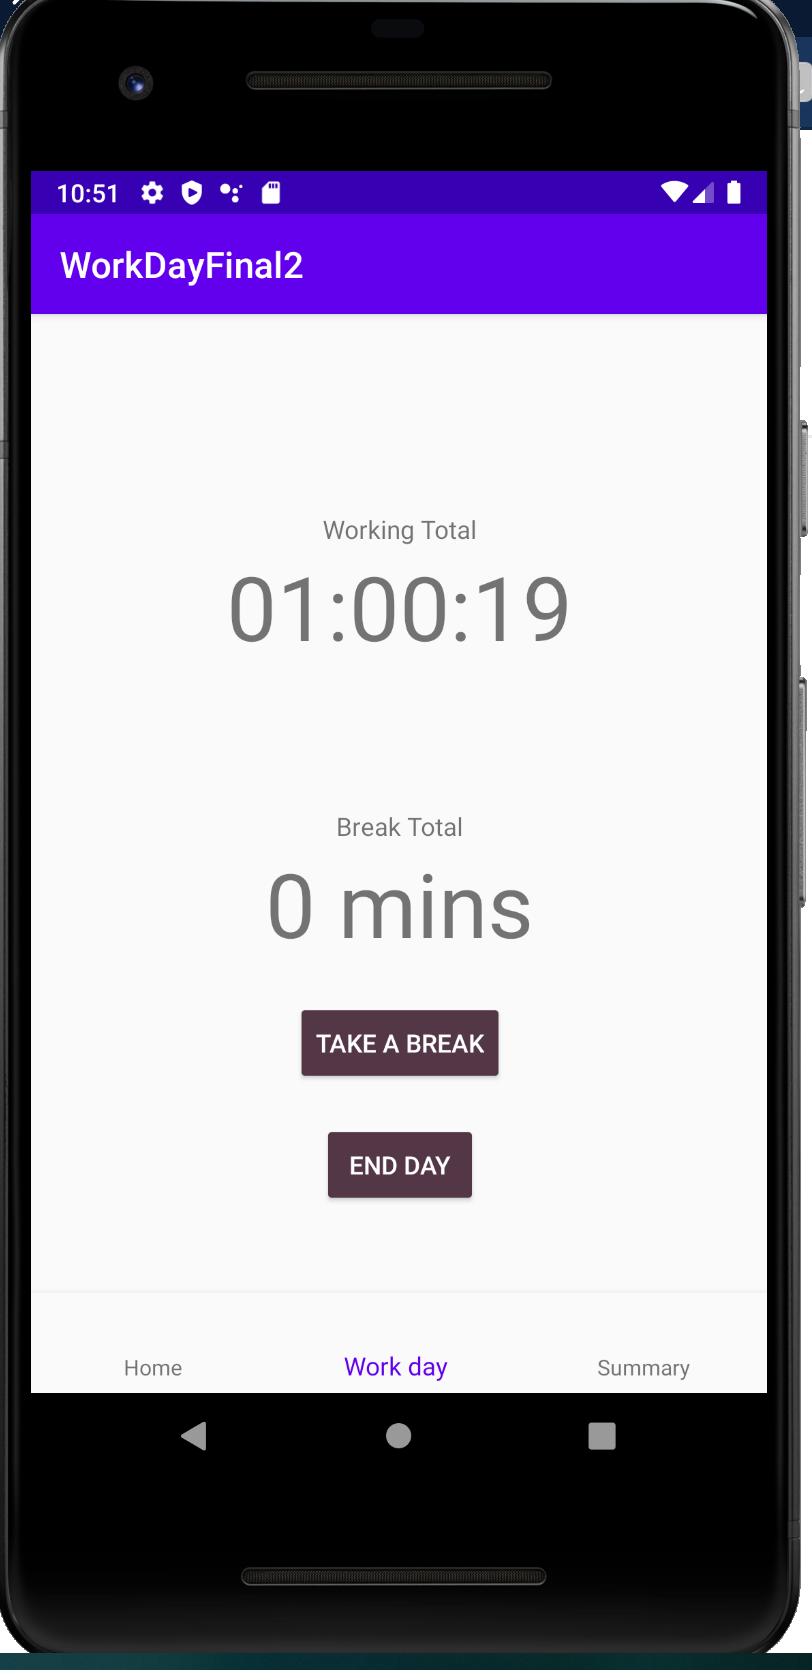 10:51
WorkDayFinal2
Working Total
01:00:19
Break Total
0 mins
TAKE A BREAK
END DAY
Home
Work day
Summary